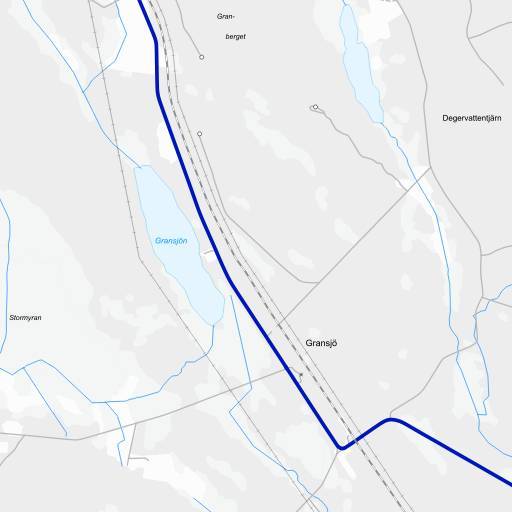 Gran-
berget
Degervattentjärn
Gransjön
Stormyran
Gransjö